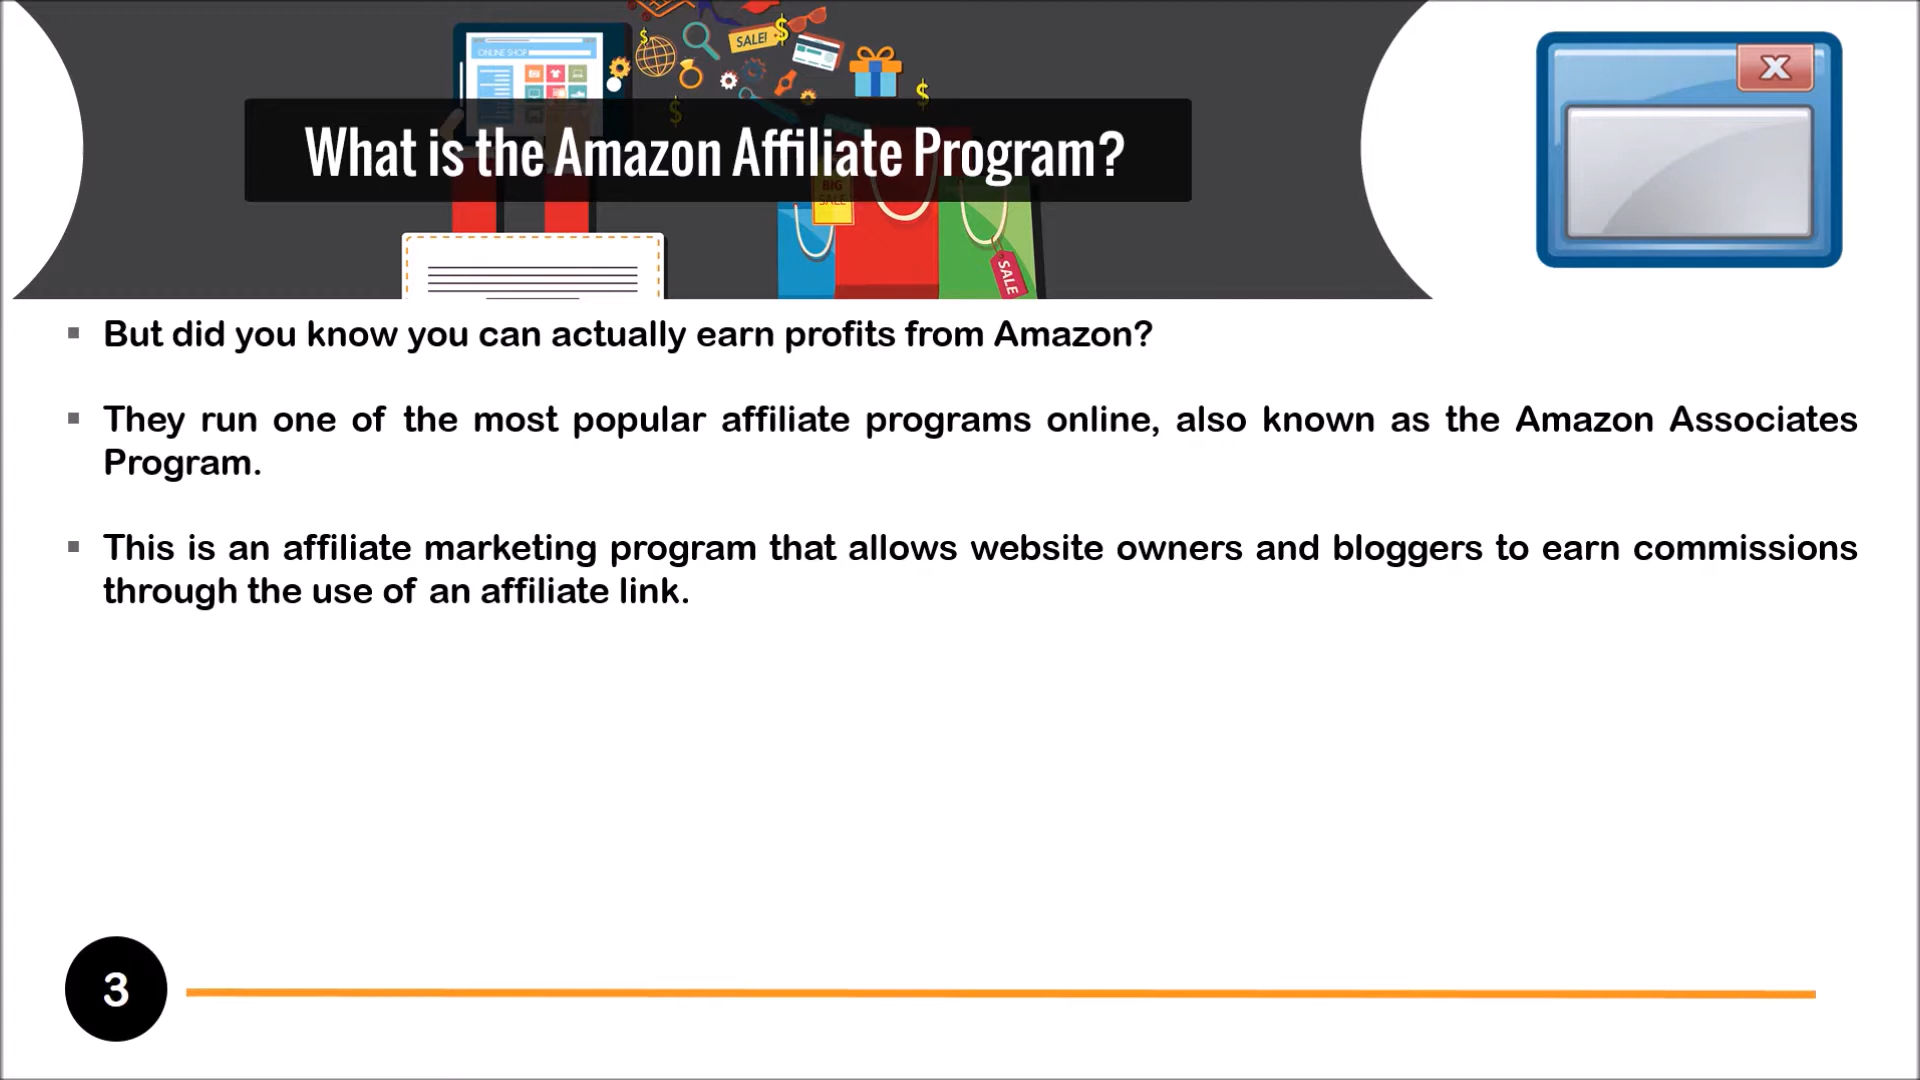 ONLINE SHOP
SALE!
What is the Amazon Affiliate Program?
BIG
SALE
SALE
X
▪ But did you know you can actually earn profits from Amazon?
▪ They run one of the most popular affiliate programs online, also known as the Amazon Associates
Program.
▪ This is an affiliate marketing program that allows website owners and bloggers to earn commissions
through the use of an affiliate link.
3